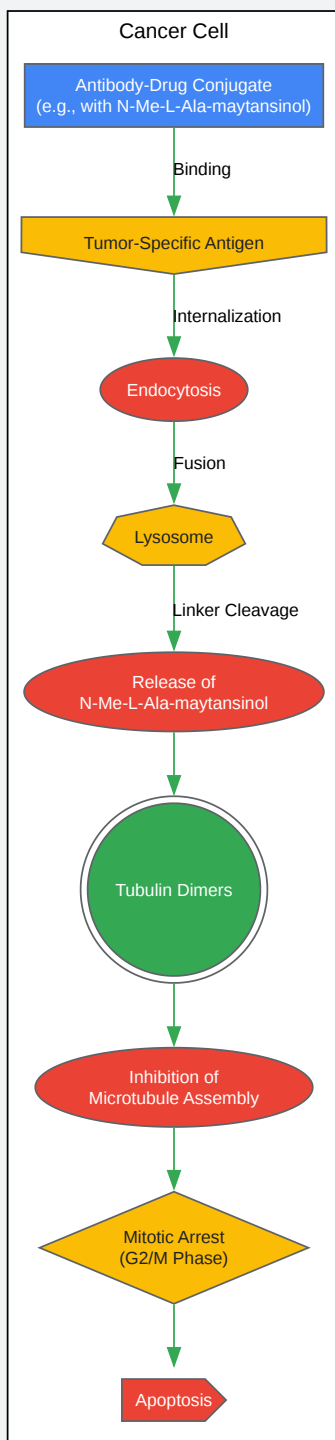 Cancer Cell
Antibody-Drug Conjugate
(e.g., with N-Me-L-Ala-maytansinol)
Binding
Tumor-Specific Antigen
Internalization
Endocytosis
Fusion
Lysosome
Linker Cleavage
Release of
N-Me-L-Ala-maytansinol
Tubulin Dimers
Inhibition of
Microtubule Assembly
Mitotic Arrest
(G2/M Phase)
Apoptosis